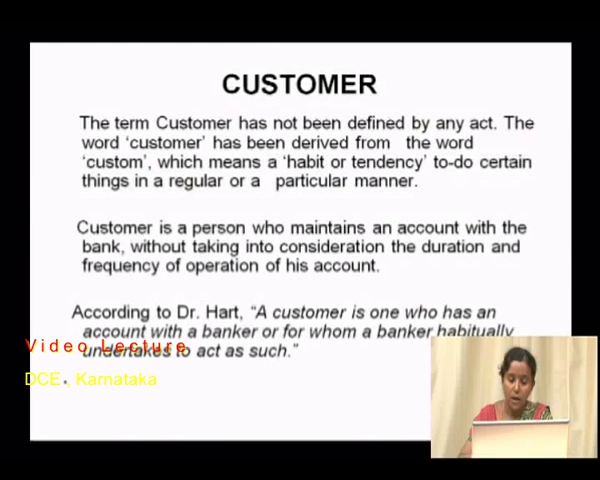 CUSTOMER
The term Customer has not been defined by any act. The
word ‘customer’ has been derived from the word
‘custom’, which means a ‘habit or tendency’ to-do certain
things in a regular or a particular manner.
Customer is a person who maintains an account with the
bank, without taking into consideration the duration and
frequency of operation of his account.
According to Dr. Hart, “A customer is one who has an
account with a banker or for whom a banker habitually
undertakes to act as such.”
Video Lecture
DCE., Karnataka